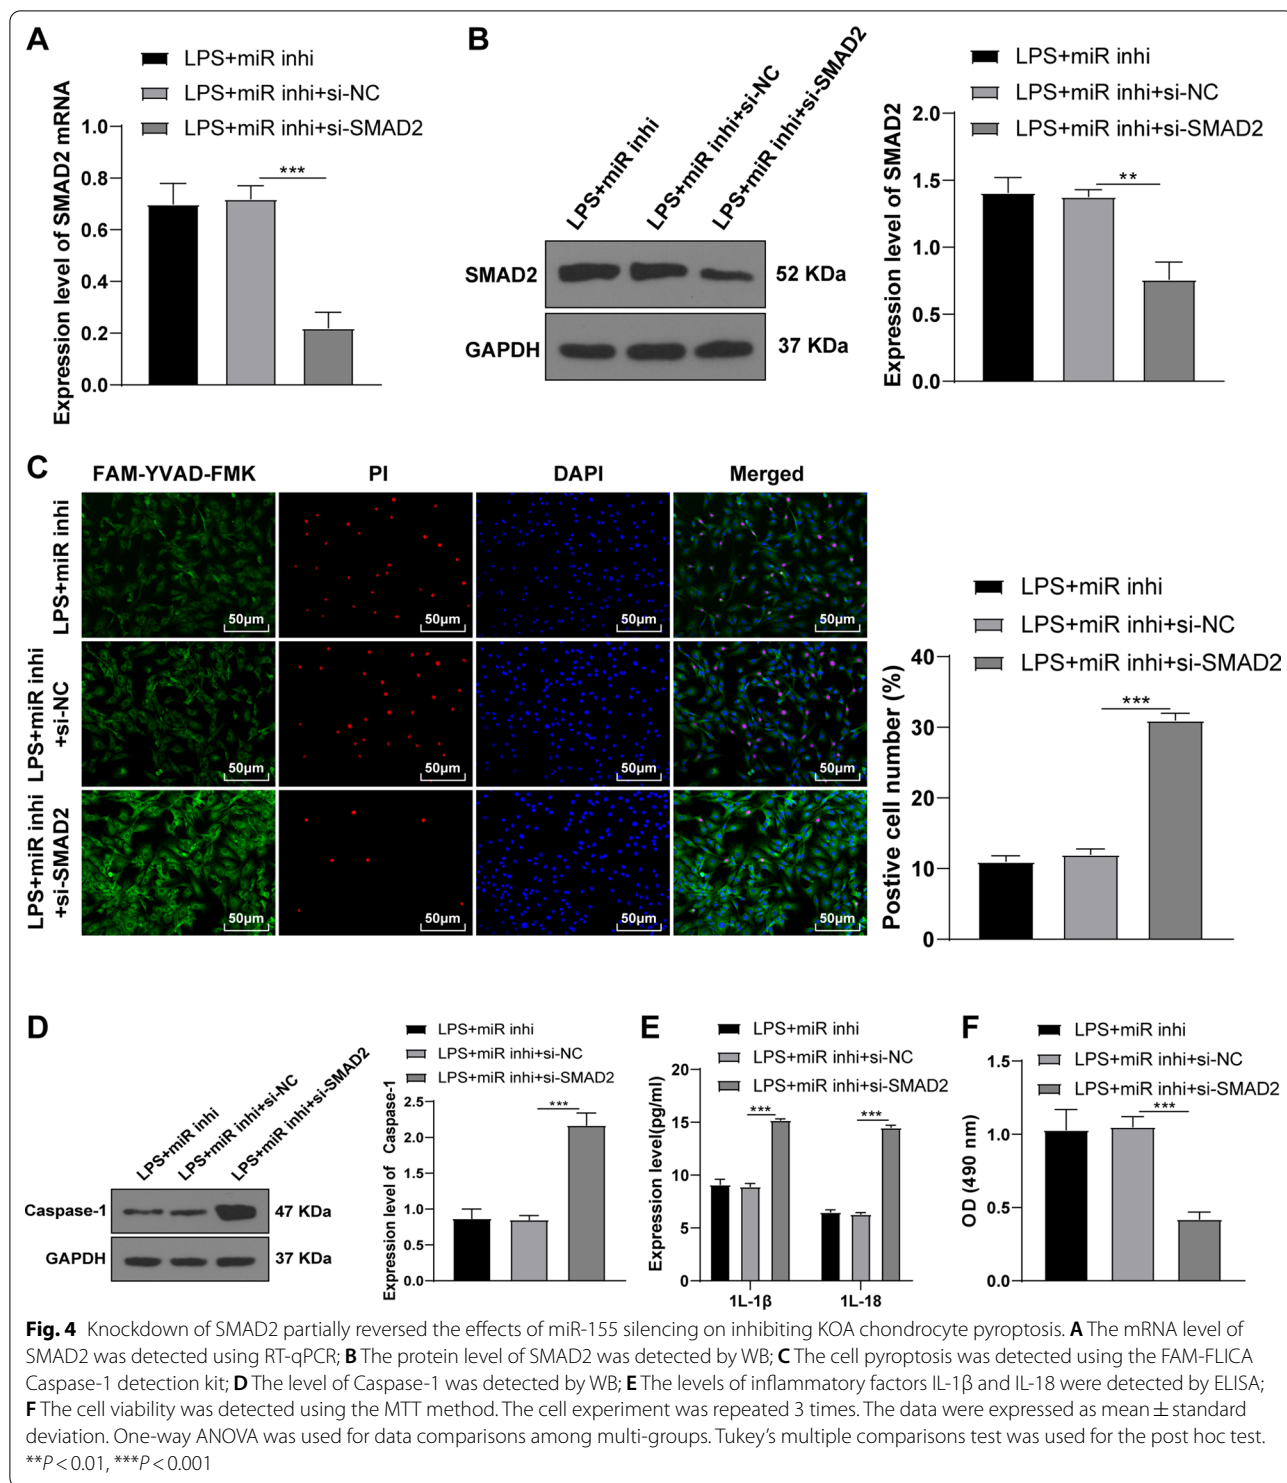 A
LPS+miR inhi
LPS+miR inhi+si-NC
LPS+miR inhi+si-SMAD2
Expression level of SMAD2 mRNA
1.0
0.8
0.6
0.4
0.2
0.0
***
B
LPS+miR inhi
LPS+miR inhi+si-NC
LPS+miR inhi+si-SMAD2
SMAD2
52 KDa
GAPDH
37 KDa
LPS+miR inhi
LPS+miR inhi+si-NC
LPS+miR inhi+si-SMAD2
Expression level of SMAD2
2.0
1.5
1.0
0.5
0.0
**
C
FAM-YVAD-FMK
PI
DAPI
Merged
LPS+miR inhi
50μm
50μm
50μm
50μm
LPS+miR inhi
+si-NC
50μm
50μm
50μm
50μm
LPS+miR inhi
+si-SMAD2
50μm
50μm
50μm
50μm
LPS+miR inhi
LPS+miR inhi+si-NC
LPS+miR inhi+si-SMAD2
Postive cell number (%)
40
30
20
10
0
***
D
LPS+miR inhi
LPS+miR inhi+si-NC
LPS+miR inhi+si-SMAD2
Caspase-1
47 KDa
GAPDH
37 KDa
LPS+miR inhi
LPS+miR inhi+si-NC
LPS+miR inhi+si-SMAD2
Expression level of Caspase-1
2.5
2.0
1.5
1.0
0.5
0.0
***
E
LPS+miR inhi
LPS+miR inhi+si-NC
LPS+miR inhi+si-SMAD2
Expression level(pg/ml)
20
15
10
5
0
***
***
1L-1β
1L-18
F
LPS+miR inhi
LPS+miR inhi+si-NC
LPS+miR inhi+si-SMAD2
OD (490 nm)
1.5
1.0
0.5
0.0
***
Fig. 4 Knockdown of SMAD2 partially reversed the effects of miR-155 silencing on inhibiting KOA chondrocyte pyroptosis. A The mRNA level of
SMAD2 was detected using RT-qPCR; B The protein level of SMAD2 was detected by WB; C The cell pyroptosis was detected using the FAM-FLICA
Caspase-1 detection kit; D The level of Caspase-1 was detected by WB; E The levels of inflammatory factors IL-1β and IL-18 were detected by ELISA;
F The cell viability was detected using the MTT method. The cell experiment was repeated 3 times. The data were expressed as mean ± standard
deviation. One-way ANOVA was used for data comparisons among multi-groups. Tukey's multiple comparisons test was used for the post hoc test.
**P < 0.01, ***P < 0.001